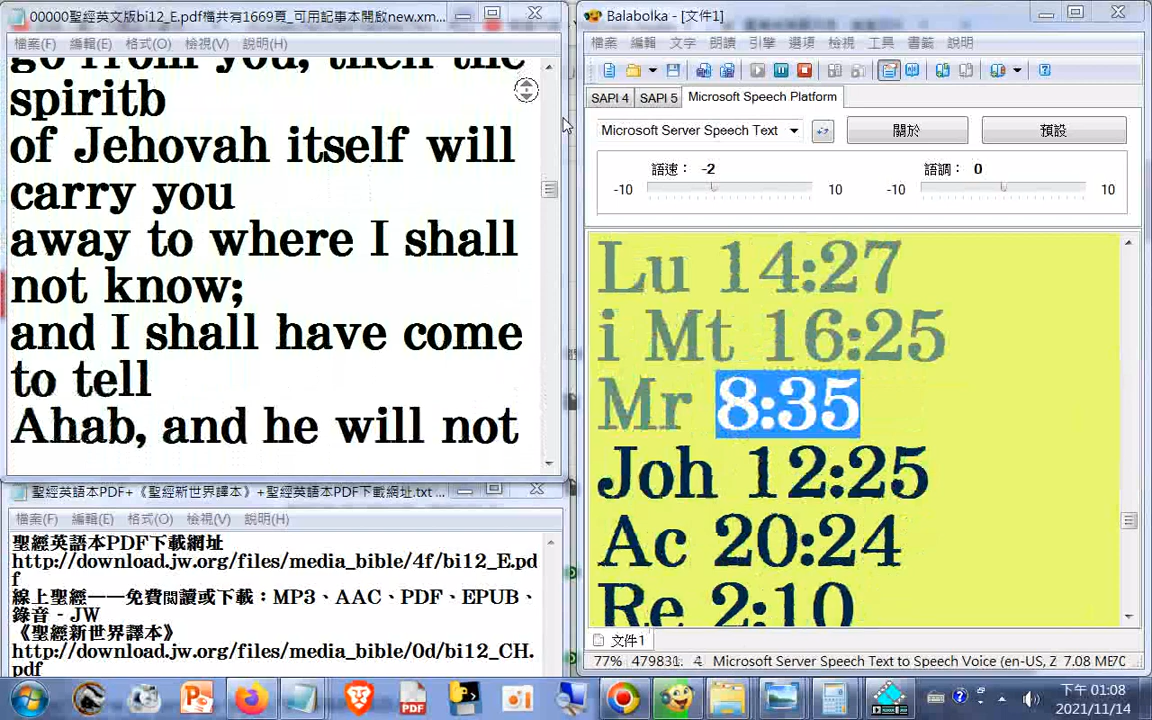 00000聖經英文版bi12_E.pdf檔共有1669頁_可用記事本開啟new.xm...
檔案(F) 編輯(E) 格式(O) 檢視(V) 說明(H)
go from you, then the
spiritb
of Jehovah itself will
carry you
away to where I shall
not know;
and I shall have come
to tell
Ahab, and he will not
聖經英語本PDF+《聖經新世界譯本》+聖經英語本PDF下載網址.txt ...
檔案(F) 編輯(E) 格式(O) 檢視(V) 說明(H)
聖經英語本PDF下載網址
http://download.jw.org/files/media_bible/4f/bi12_E.pd
f
線上聖經——免費閱讀或下載：MP3、AAC、PDF、EPUB、
錄音 - JW
《聖經新世界譯本》
http://download.jw.org/files/media_bible/0d/bi12_CH.
pdf
Balabolka - [文件1]
檔案 編輯 文字 朗讀 引擎 選項 檢視 工具 書籤 說明
SAPI 4 SAPI 5 Microsoft Speech Platform
Microsoft Server Speech Text 關於 預設
語速： -2 語調： 0
-10 10 -10 10
Lu 14:27
i Mt 16:25
Mr 8:35
Joh 12:25
Ac 20:24
Re 2:10
文件1
77% 479831. 4 Microsoft Server Speech Text to Speech Voice (en-US, Z 7.08 ME
PDF
下午 01:08
2021/11/14